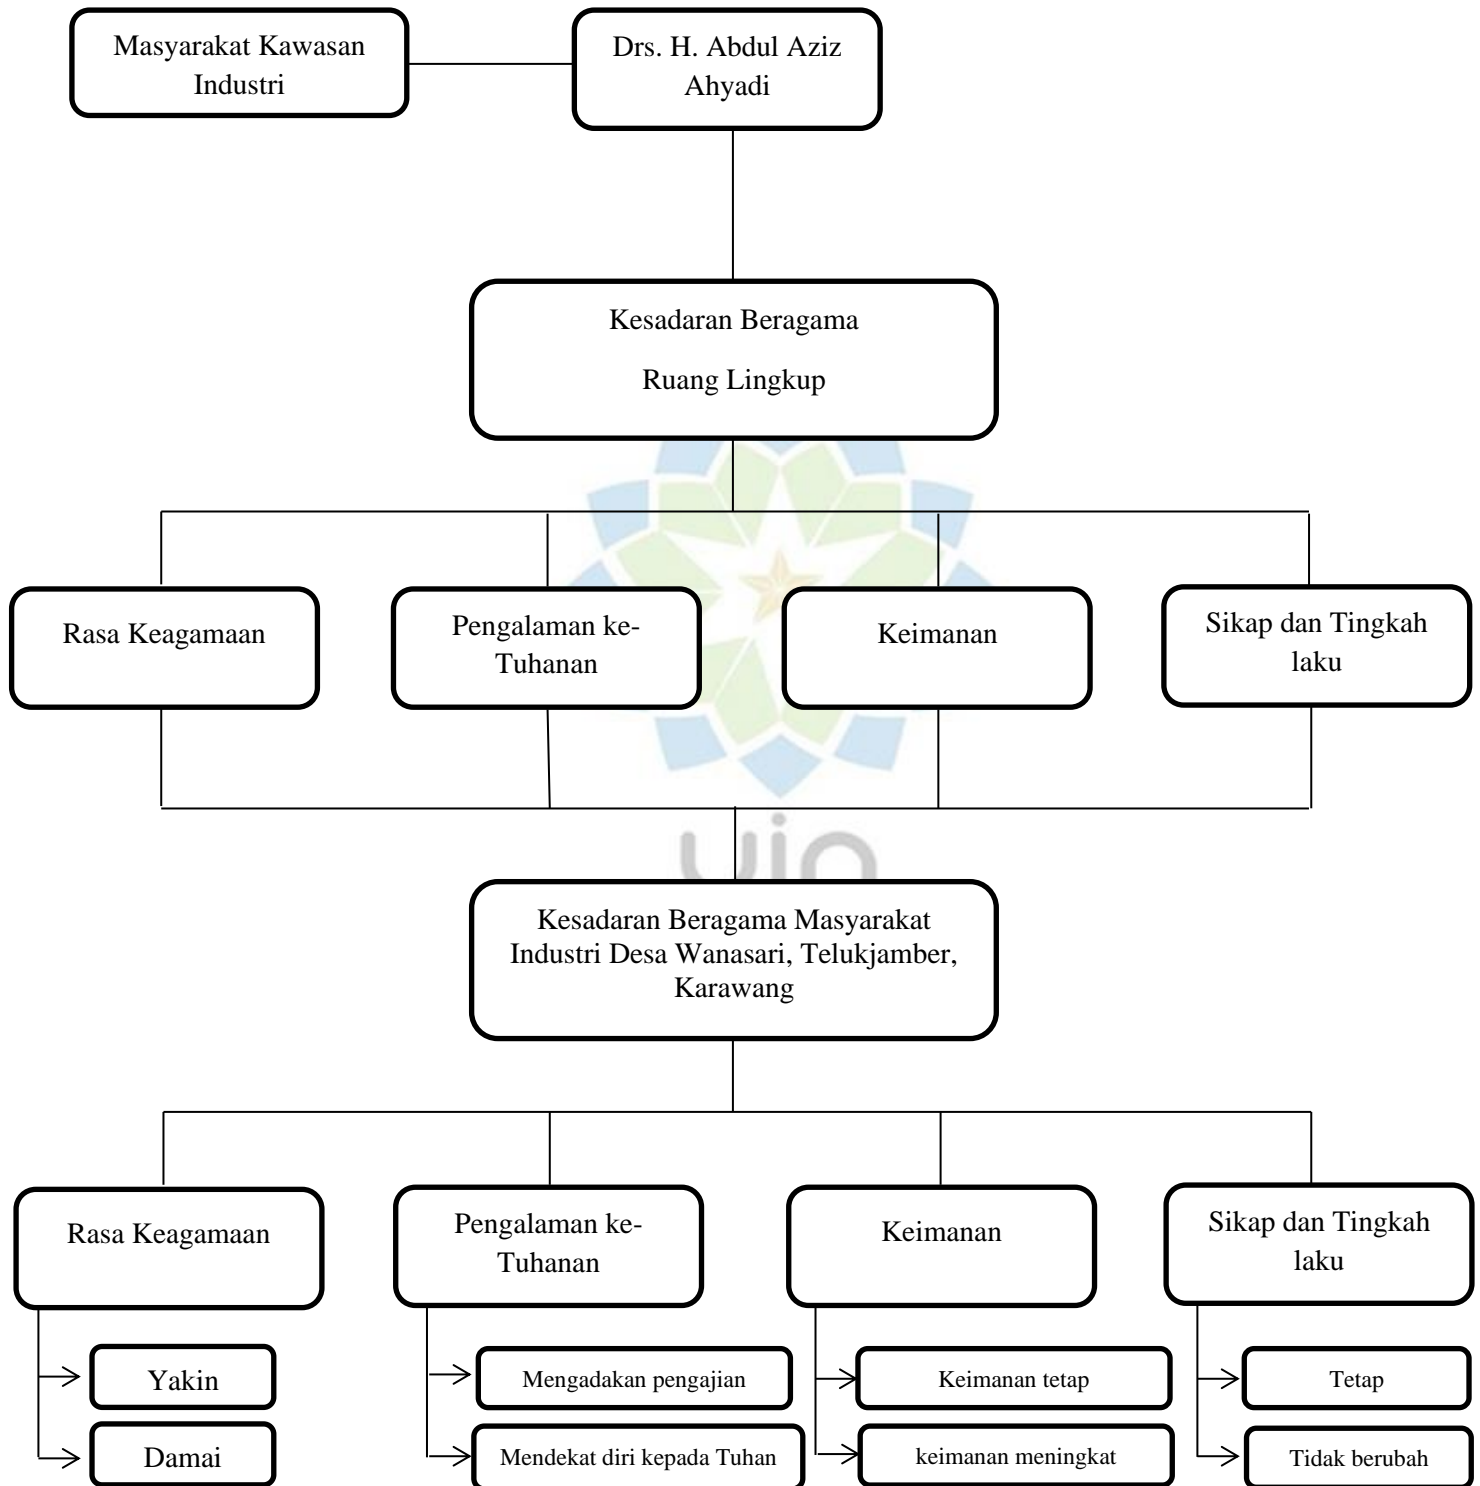 Masyarakat Kawasan
Industri
Drs. H. Abdul Aziz
Ahyadi
Kesadaran Beragama
Ruang Lingkup
Rasa Keagamaan
Pengalaman ke-
Tuhanan
Keimanan
Sikap dan Tingkah
laku
uin
Kesadaran Beragama Masyarakat
Industri Desa Wanasari, Telukjamber,
Karawang
Rasa Keagamaan
Pengalaman ke-
Tuhanan
Keimanan
Sikap dan Tingkah
laku
Yakin
Damai
Mengadakan pengajian
Mendekat diri kepada Tuhan
Keimanan tetap
keimanan meningkat
Tetap
Tidak berubah